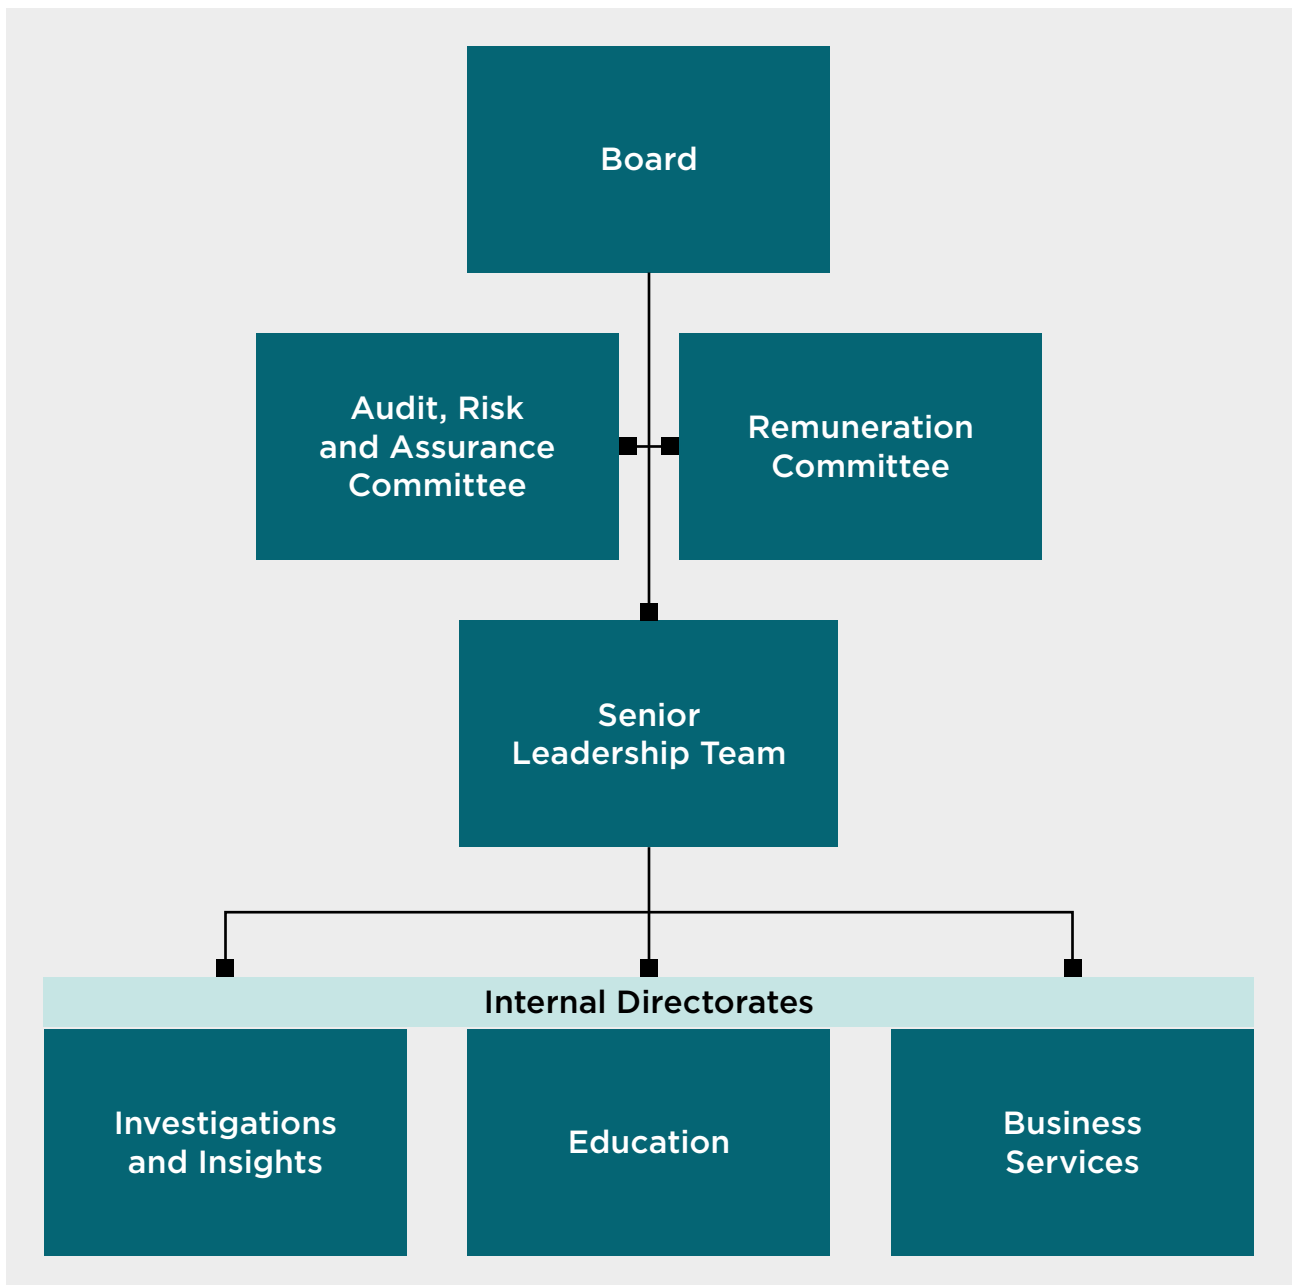 Board
Audit, Risk
and Assurance
Committee
Remuneration
Committee
Senior
Leadership Team
Internal Directorates
Investigations
and Insights
Education
Business
Services